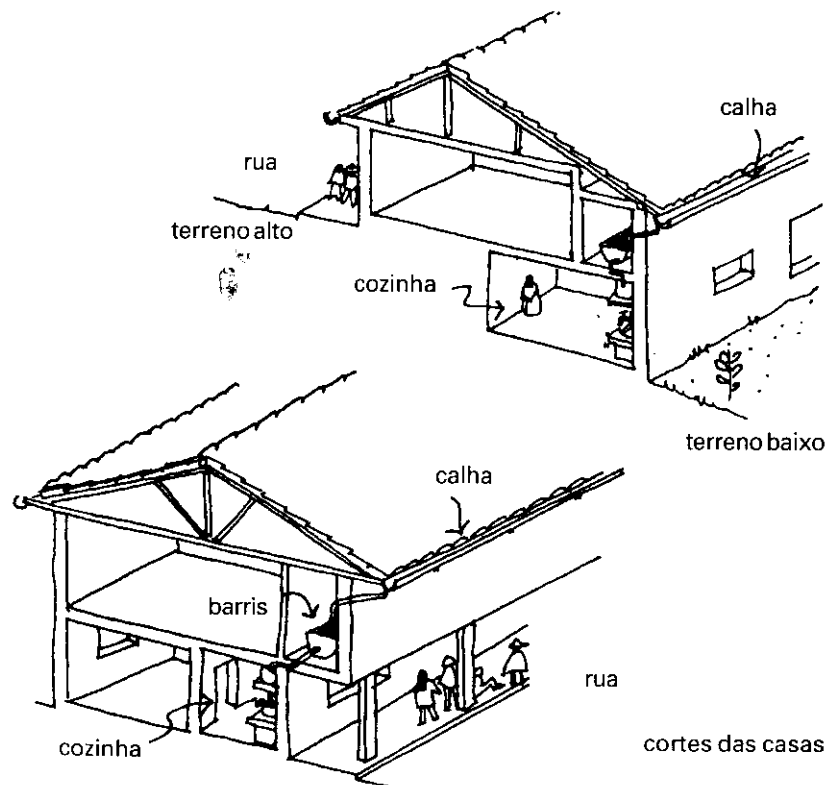 calha
rua
terreno alto
cozinha
terreno baixo
calha
barris
rua
cozinha
cortes das casas